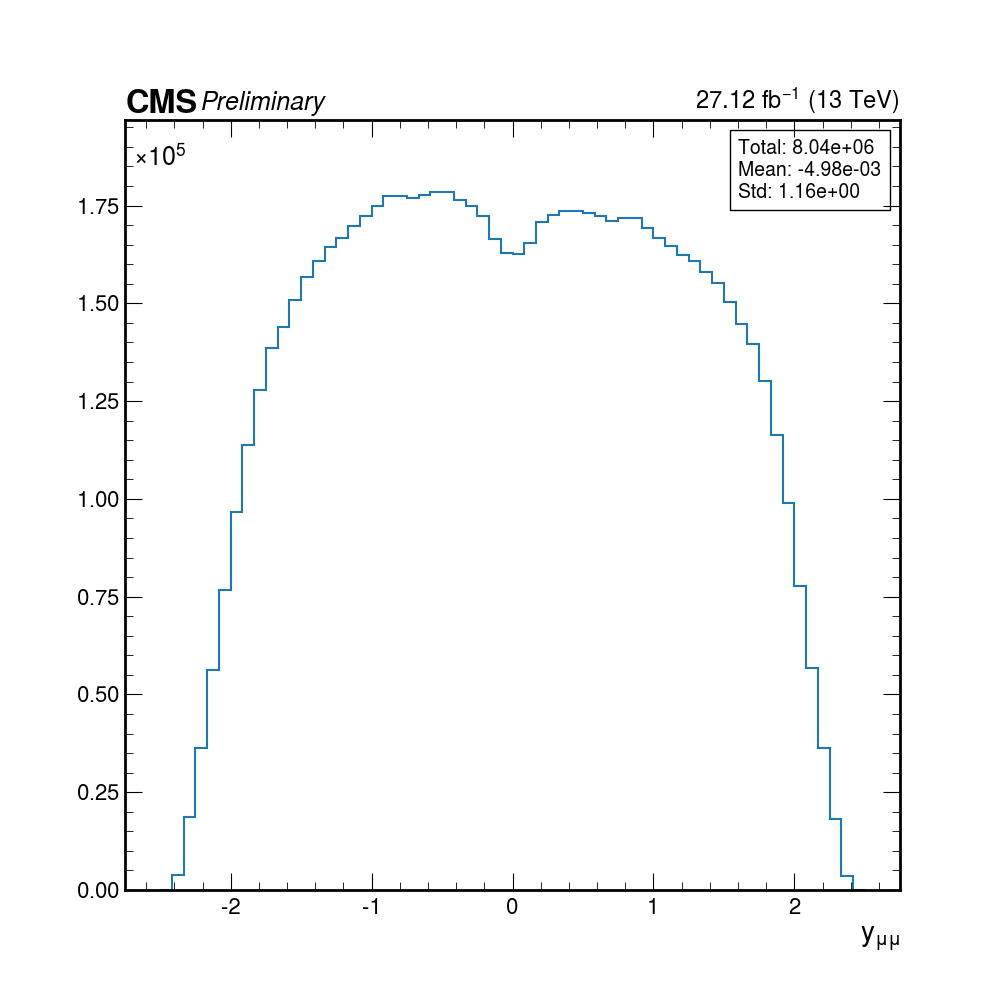 CMS Preliminary 27.12 fb⁻¹ (13 TeV)
×10⁵
Total: 8.04e+06
Mean: -4.98e-03
Std: 1.16e+00
1.75
1.50
1.25
1.00
0.75
0.50
0.25
0.00
-2 -1 0 1 2
y_μμ